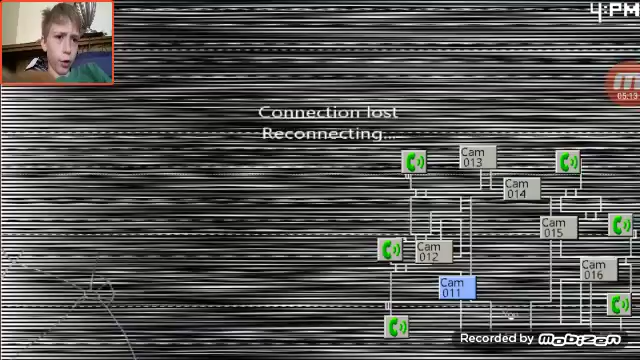 4:PM
05:13
Connection lost
Reconnecting...
Cam
013
Cam
014
Cam
015
Cam
012
Cam
016
Cam
011
You
Recorded by mobizen